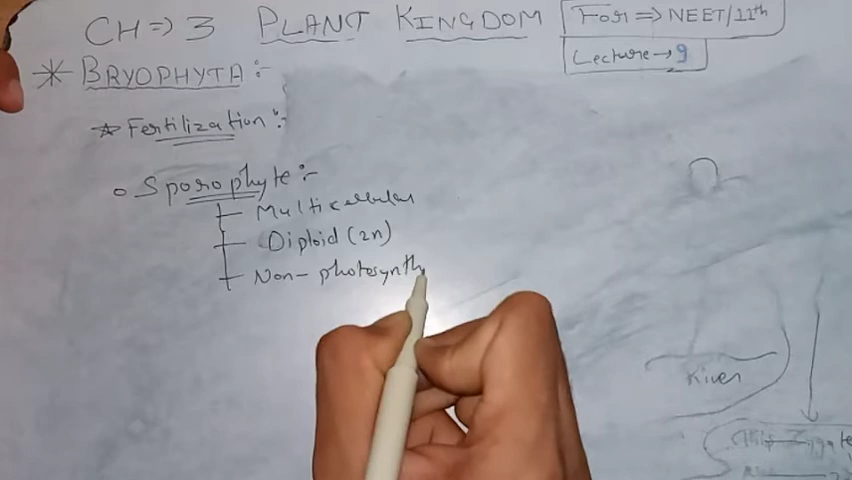 CH⇒3 PLANT KINGDOM
For⇒NEET/11th
Lecture→9
* BRYOPHYTA:-
* Fertilization:-
o Sporophyte:-
Multicellular
Diploid (2n)
Non-photosynth
River